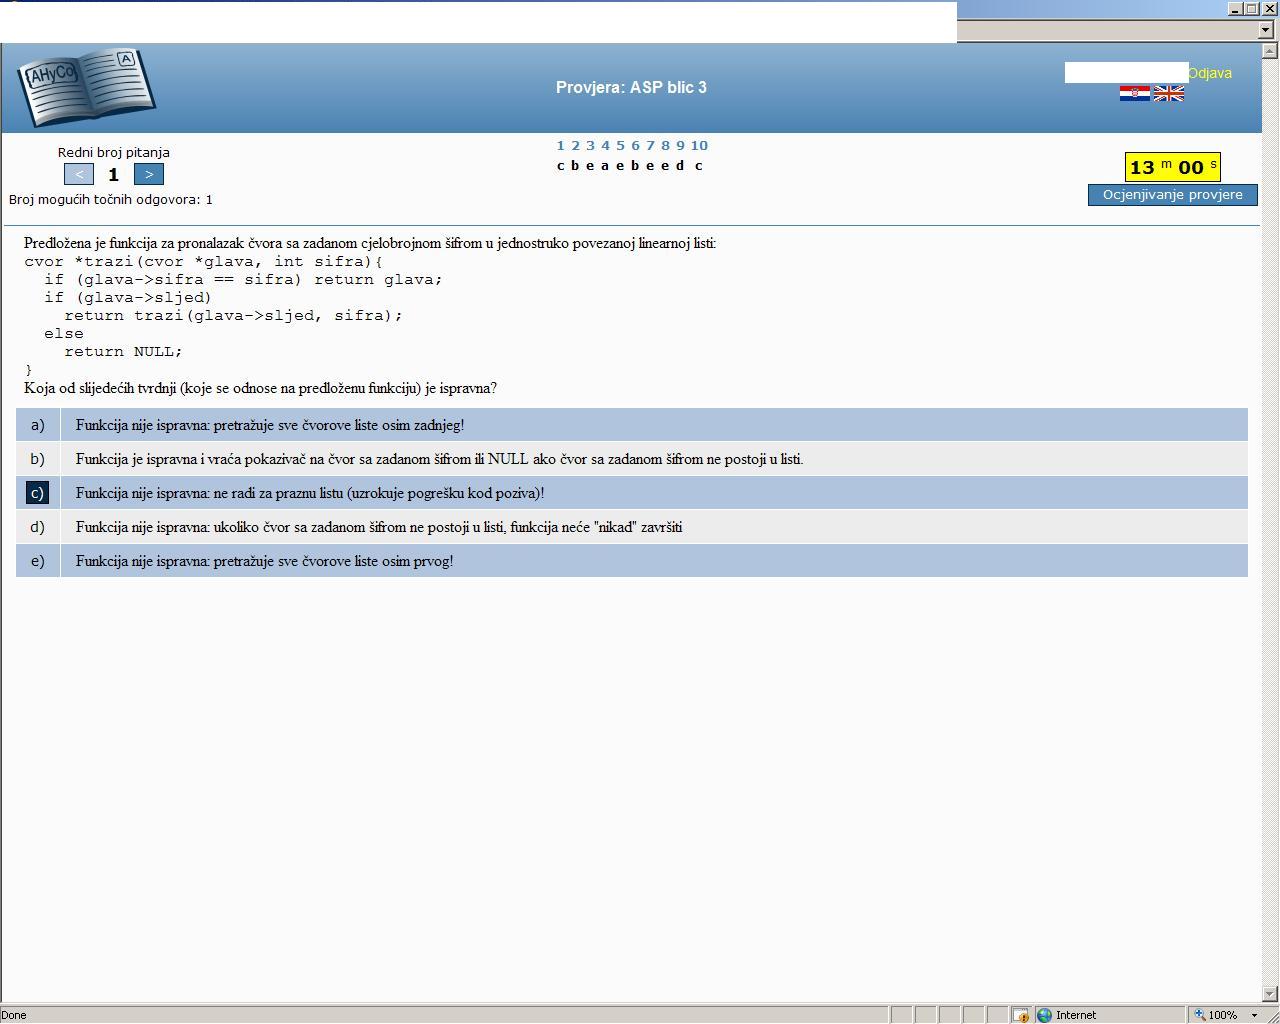 AHyCo
A
Provjera: ASP blic 3
Odjava
Redni broj pitanja
< 1 >
Broj mogućih točnih odgovora: 1
1 2 3 4 5 6 7 8 9 10
c b e a e b e e d c
13 m 00 s
Ocjenjivanje provjere
Predložena je funkcija za pronalazak čvora sa zadanom cjelobrojnom šifrom u jednostruko povezanoj linearnoj listi:
cvor *trazi(cvor *glava, int sifra){
if (glava->sifra == sifra) return glava;
if (glava->sljed)
return trazi(glava->sljed, sifra);
else
return NULL;
}
Koja od slijedećih tvrdnji (koje se odnose na predloženu funkciju) je ispravna?
a) Funkcija nije ispravna: pretražuje sve čvorove liste osim zadnjeg!
b) Funkcija je ispravna i vraća pokazivač na čvor sa zadanom šifrom ili NULL ako čvor sa zadanom šifrom ne postoji u listi.
c) Funkcija nije ispravna: ne radi za praznu listu (uzrokuje pogrešku kod poziva)!
d) Funkcija nije ispravna: ukoliko čvor sa zadanom šifrom ne postoji u listi, funkcija neće "nikad" završiti
e) Funkcija nije ispravna: pretražuje sve čvorove liste osim prvog!
Done
Internet
100%